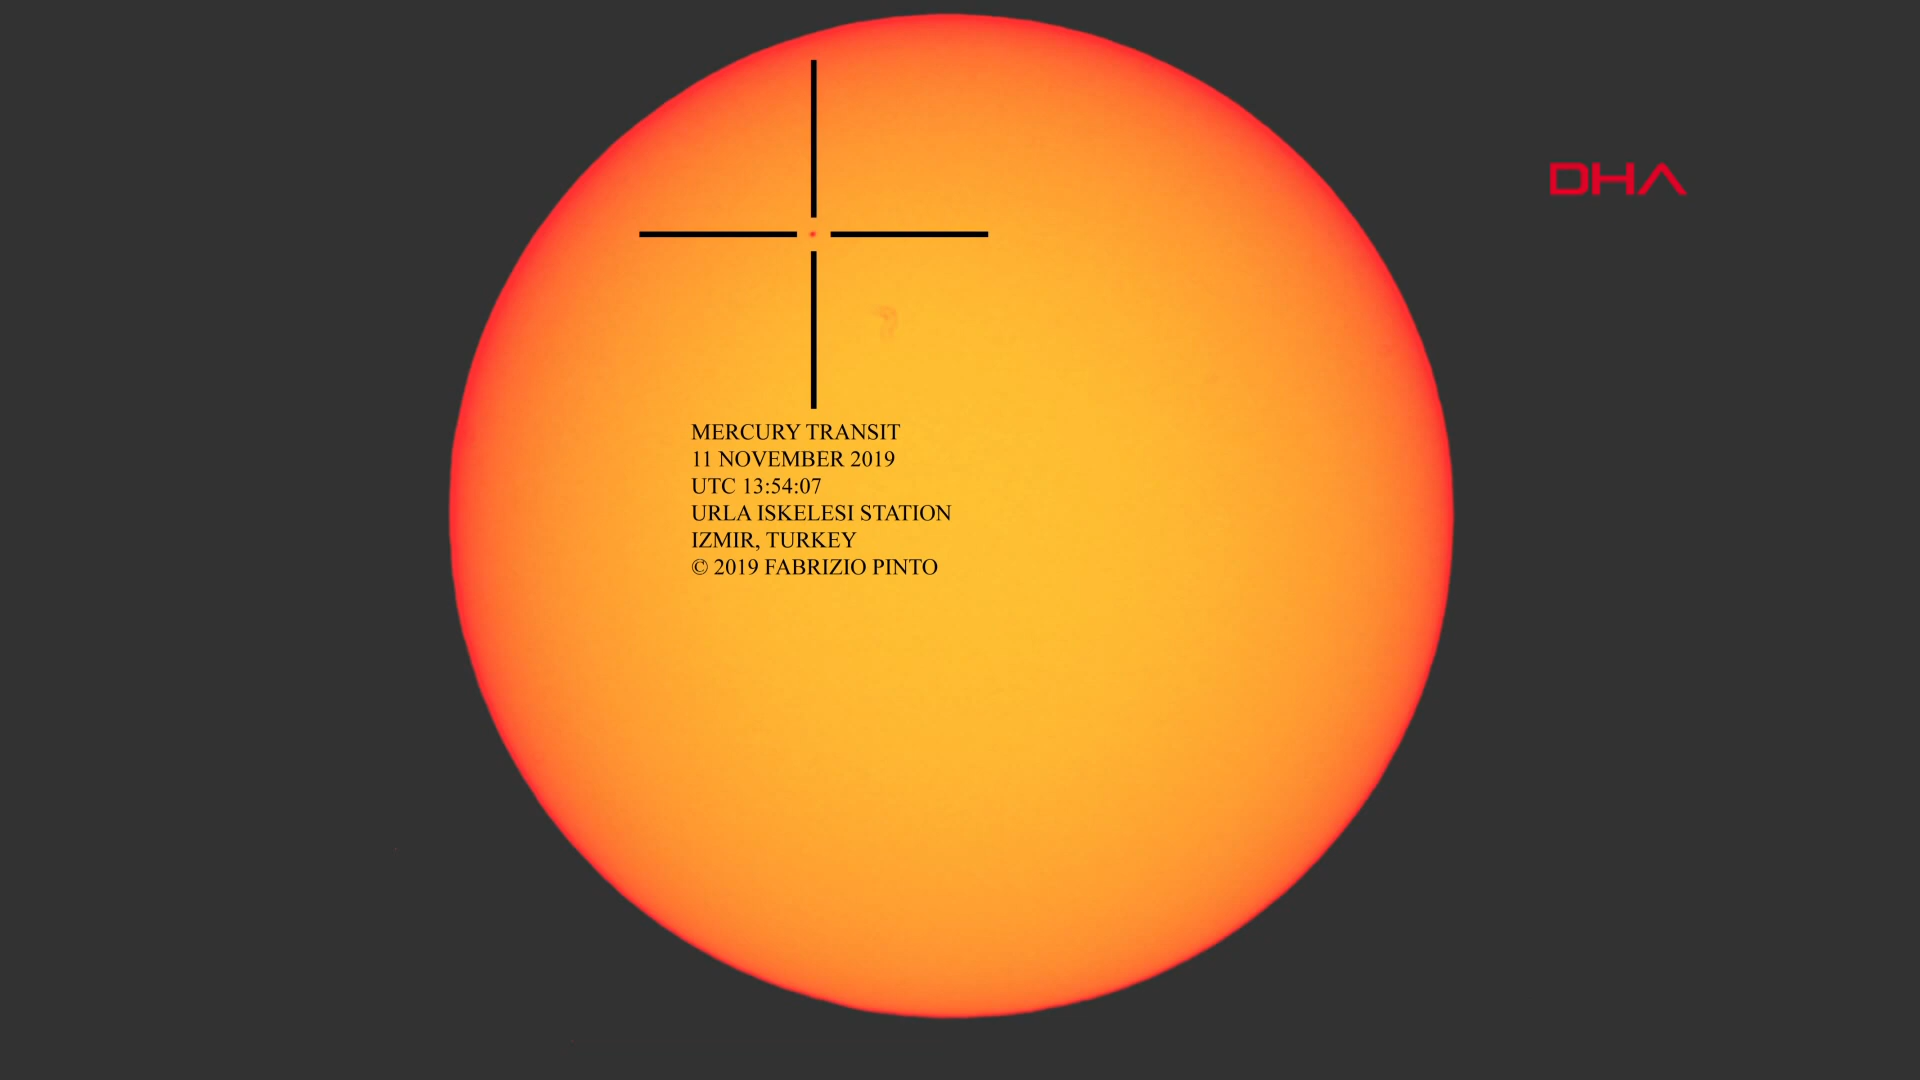 DHA
MERCURY TRANSIT
11 NOVEMBER 2019
UTC 13:54:07
URLA ISKELESI STATION
IZMIR, TURKEY
© 2019 FABRIZIO PINTO